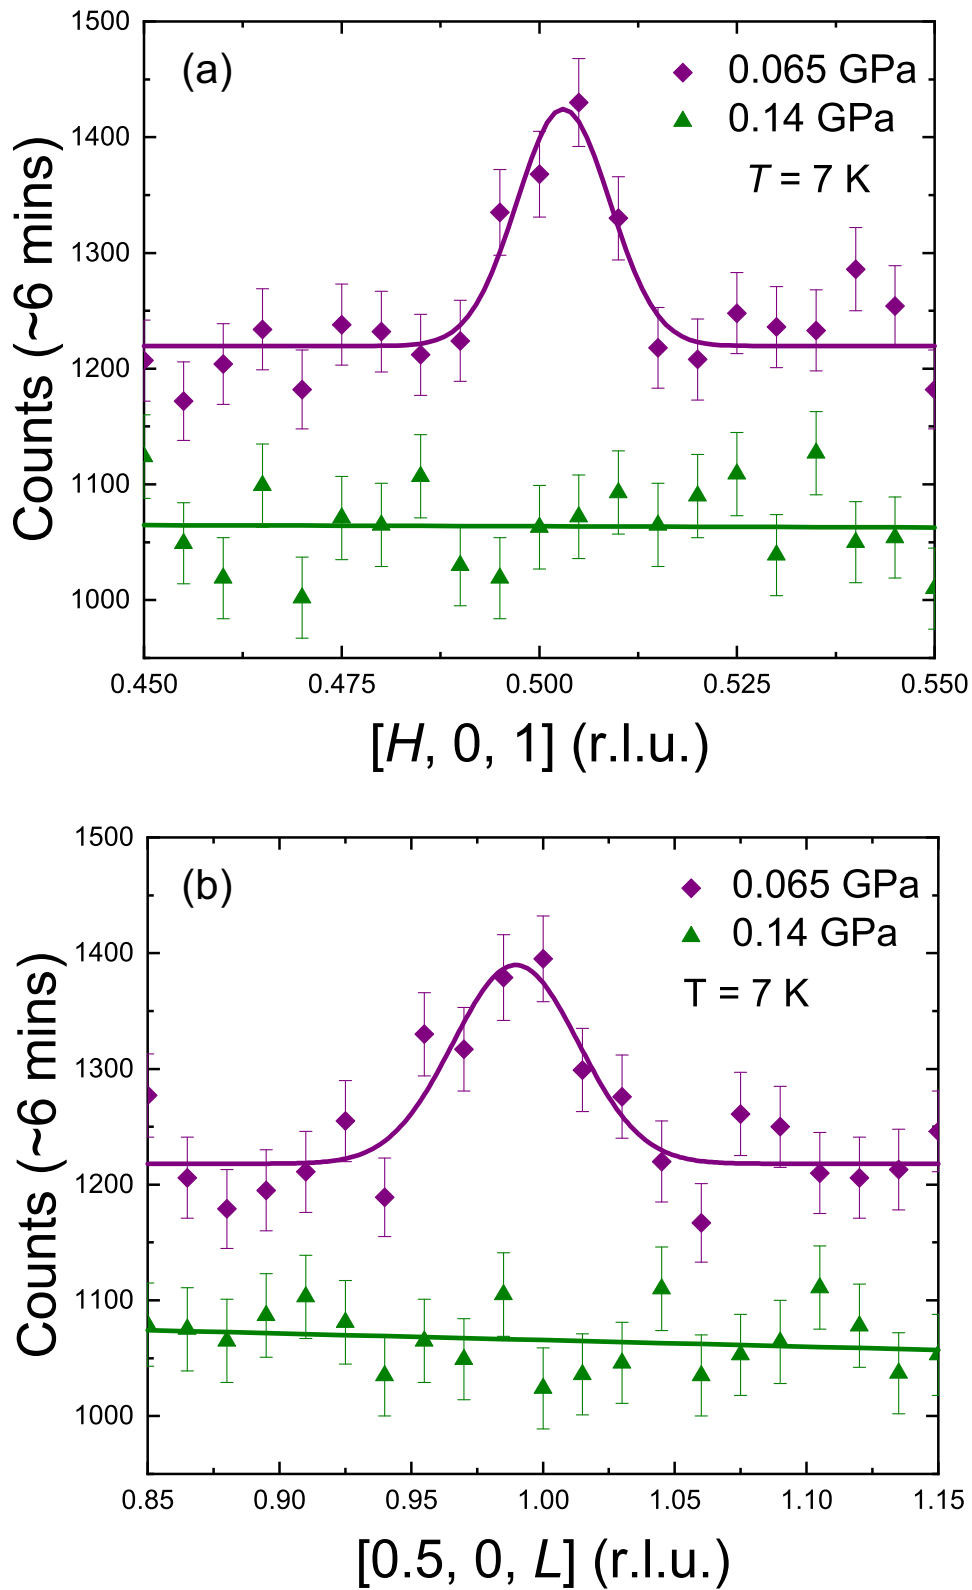 1500
(a)
0.065 GPa
0.14 GPa
T = 7 K
1400
1300
1200
1100
1000
Counts (~6 mins)
0.450 0.475 0.500 0.525 0.550
[H, 0, 1] (r.l.u.)
1500
(b)
0.065 GPa
0.14 GPa
T = 7 K
1400
1300
1200
1100
1000
Counts (~6 mins)
0.85 0.90 0.95 1.00 1.05 1.10 1.15
[0.5, 0, L] (r.l.u.)